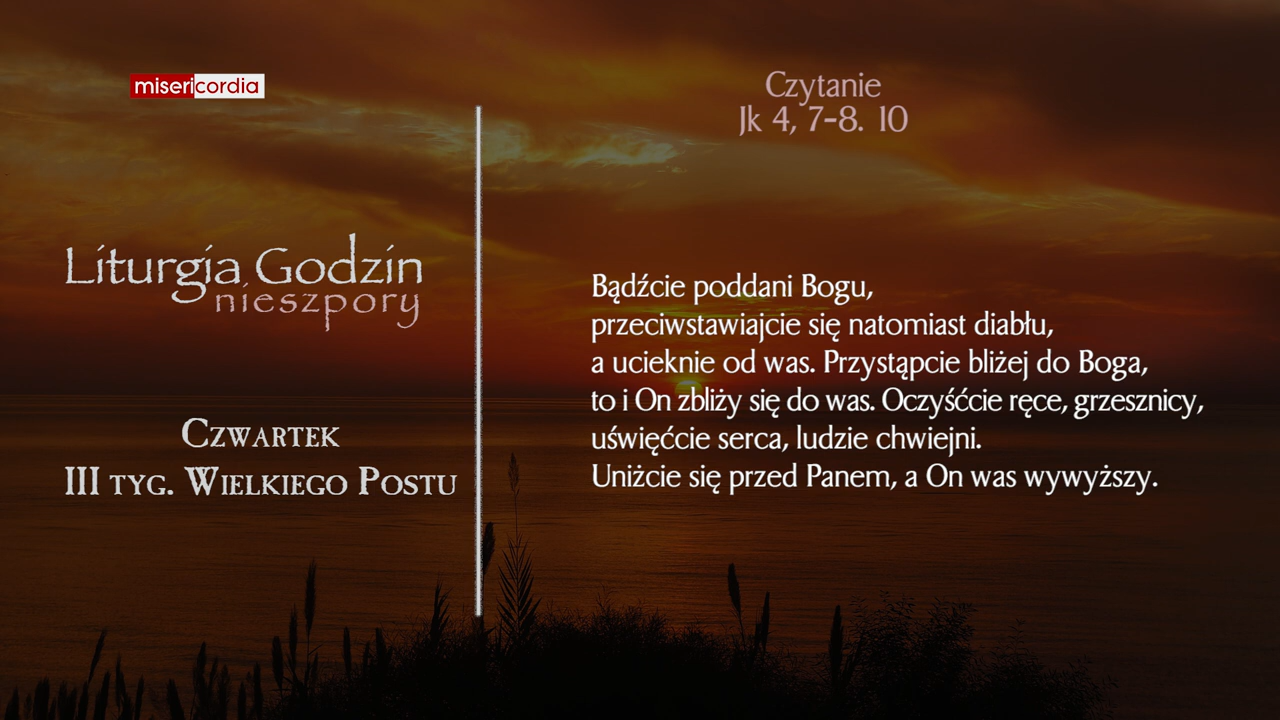 misericordia
Liturgia Godzin
nieszpory
Czwartek
III tyg. Wielkiego Postu
Czytanie
Jk 4, 7-8. 10
Bądźcie poddani Bogu,
przeciwstawiajcie się natomiast diabłu,
a ucieknie od was. Przystąpcie bliżej do Boga,
to i On zbliży się do was. Oczyśćcie ręce, grzesznicy,
uświęćcie serca, ludzie chwiejni.
Uniżcie się przed Panem, a On was wywyższy.